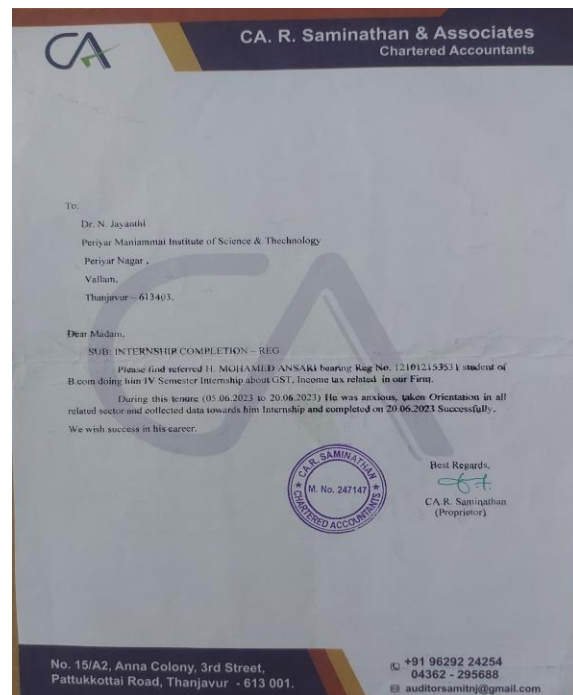 CA
CA. R. Saminathan & Associates
Chartered Accountants
To:
Dr. N. Jayanthi
Periyar Maniammai Institute of Science & Thechnology
Periyar Nagar ,
Vallam,
Thanjavur – 613403.
Dear Madam,
SUB: INTERNSHIP COMPLETION – REG
Please find referred H. MOHAMED ANSARI bearing Reg No. 121012153531 student of
B.com doing him IV Semester Internship about GST, Income tax related in our Firm.
During this tenure (05.06.2023 to 20.06.2023) He was anxious, taken Orientation in all
related sector and collected data towards him Internship and completed on 20.06.2023 Successfully.
We wish success in his career.
CA.R. SAMINATHAN
M. No. 247147
CHARTERED ACCOUNTANTS
Best Regards,
CA.R. Saminathan
(Proprietor)
No. 15/A2, Anna Colony, 3rd Street,
Pattukkottai Road, Thanjavur - 613 001.
+91 96292 24254
04362 - 295688
auditorsamitnj@gmail.com